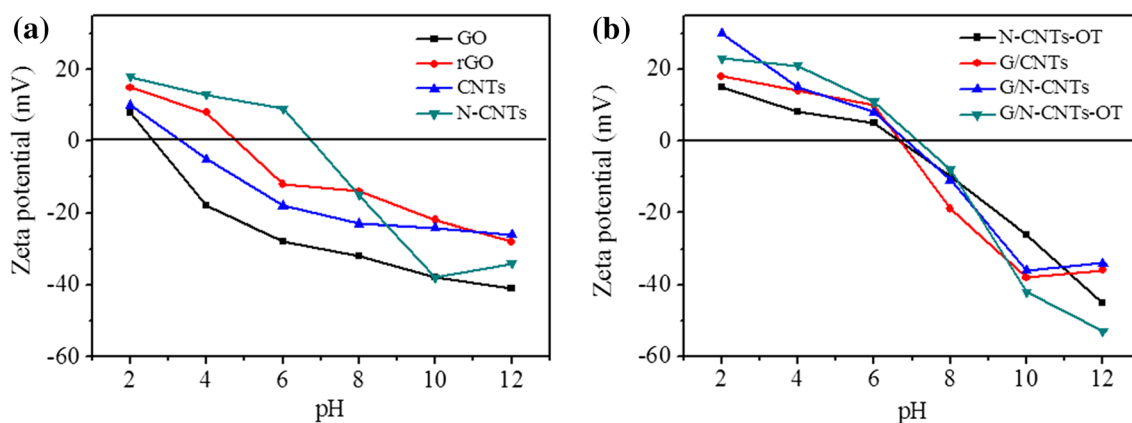 (a)
GO
rGO
CNTs
N-CNTs
20
0
-20
-40
-60
Zeta potential (mV)
2 4 6 8 10 12
pH
(b)
N-CNTs-OT
G/CNTs
G/N-CNTs
G/N-CNTs-OT
20
0
-20
-40
-60
Zeta potential (mV)
2 4 6 8 10 12
pH